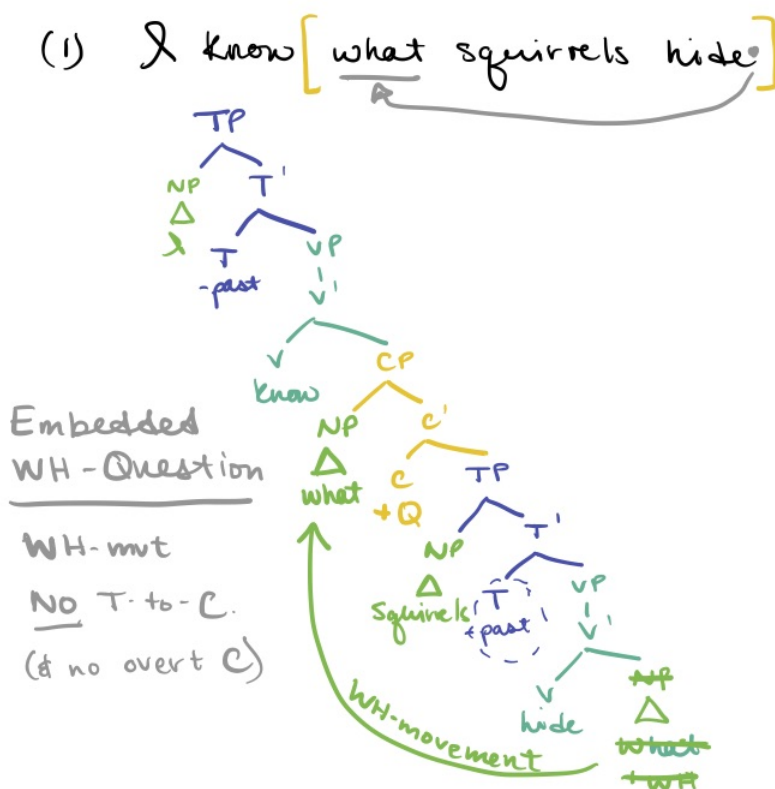 (1) I know [what squirrels hide]
TP
NP T'
I T VP
-past V'
V CP
know
Embedded NP C'
WH-Question what C TP
+Q
WH-mvt NP T'
NO T-to-C. squirrels T VP
past V'
(& no overt C) V NP
hide what
WH-movement +WH